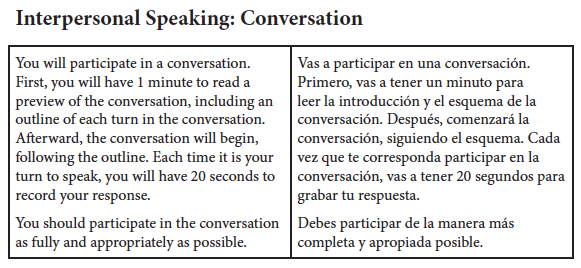 Interpersonal Speaking: Conversation
You will participate in a conversation.
First, you will have 1 minute to read a
preview of the conversation, including an
outline of each turn in the conversation.
Afterward, the conversation will begin,
following the outline. Each time it is your
turn to speak, you will have 20 seconds to
record your response.
You should participate in the conversation
as fully and appropriately as possible.
Vas a participar en una conversación.
Primero, vas a tener un minuto para
leer la introducción y el esquema de la
conversación. Después, comenzará la
conversación, siguiendo el esquema. Cada
vez que te corresponda participar en la
conversación, vas a tener 20 segundos para
grabar tu respuesta.
Debes participar de la manera más
completa y apropiada posible.